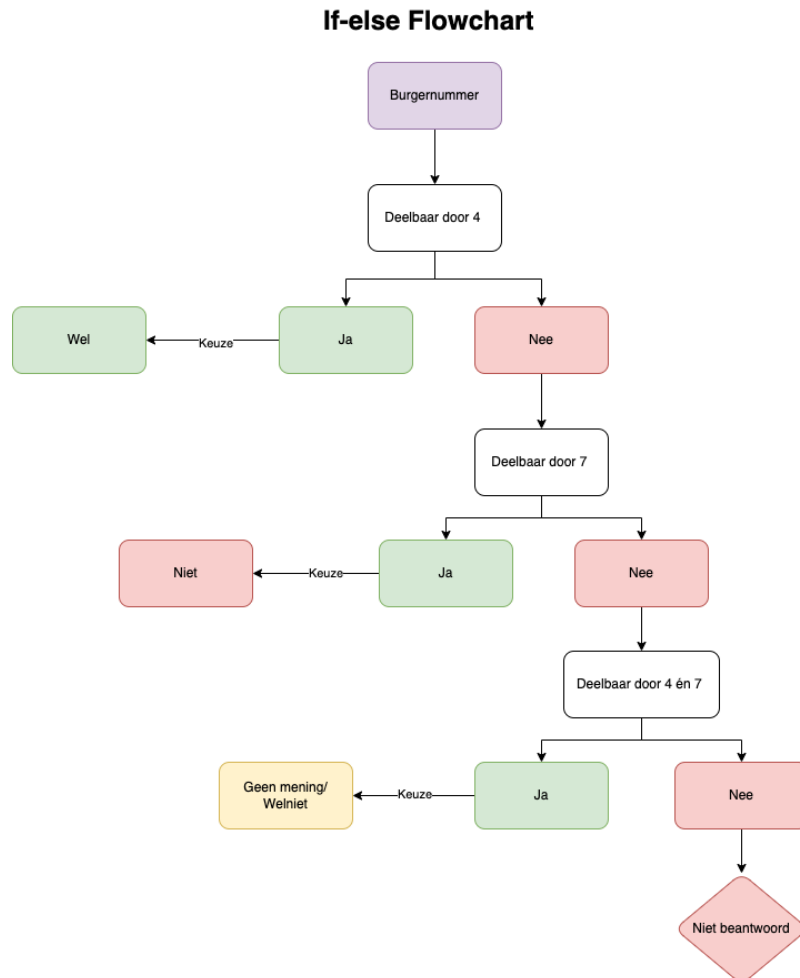 If-else Flowchart
Burgernummer
Deelbaar door 4
Wel
Keuze
Ja
Nee
Deelbaar door 7
Niet
Keuze
Ja
Nee
Deelbaar door 4 én 7
Geen mening/
Welniet
Keuze
Ja
Nee
Niet beantwoord